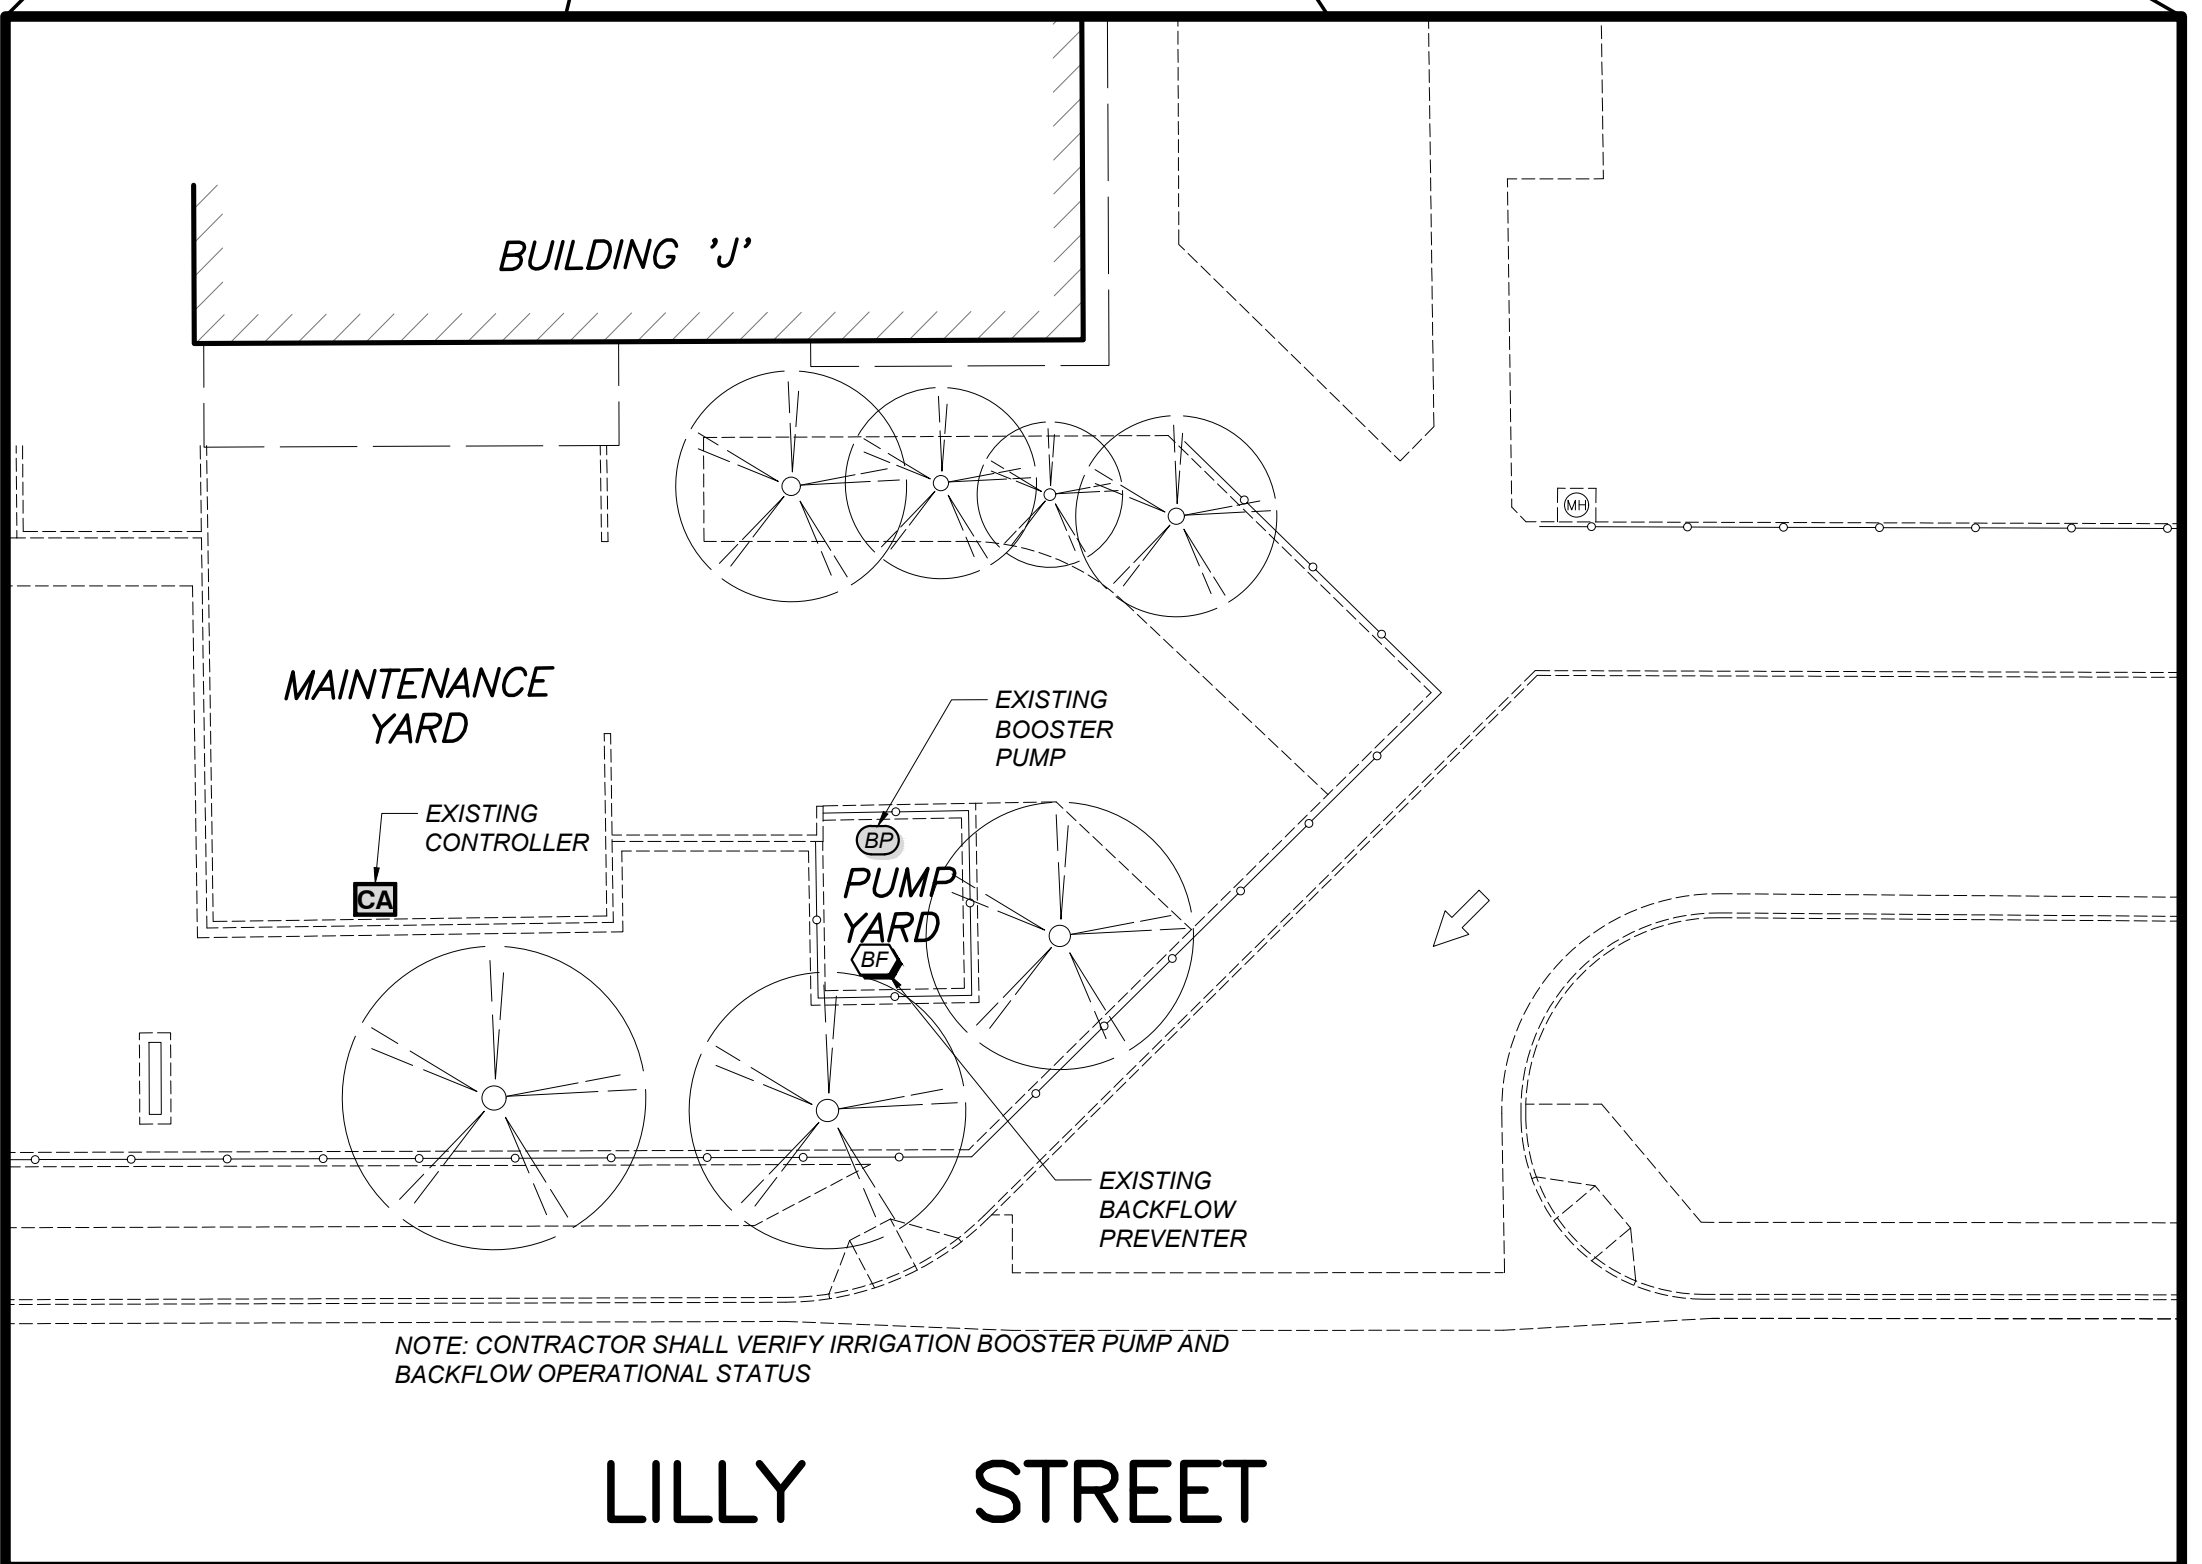 BUILDING 'J'
MH
MAINTENANCE
YARD
EXISTING
BOOSTER
PUMP
EXISTING
CONTROLLER
BP
PUMP
YARD
CA
BF
EXISTING
BACKFLOW
PREVENTER
NOTE: CONTRACTOR SHALL VERIFY IRRIGATION BOOSTER PUMP AND
BACKFLOW OPERATIONAL STATUS
LILLY STREET